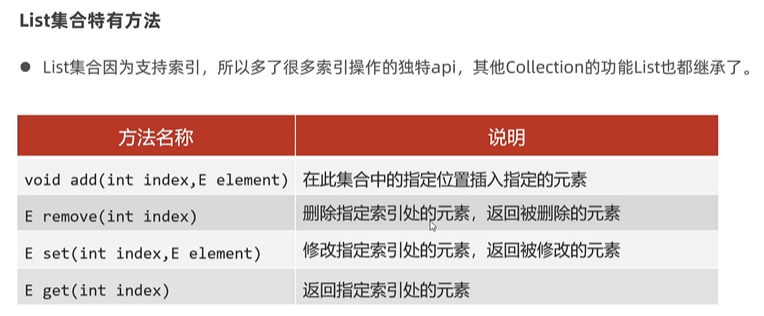 List集合特有方法
● List集合因为支持索引，所以多了很多索引操作的独特api，其他Collection的功能List也都继承了。
方法名称 说明
void add(int index,E element) 在此集合中的指定位置插入指定的元素
E remove(int index) 删除指定索引处的元素，返回被删除的元素
E set(int index,E element) 修改指定索引处的元素，返回被修改的元素
E get(int index) 返回指定索引处的元素